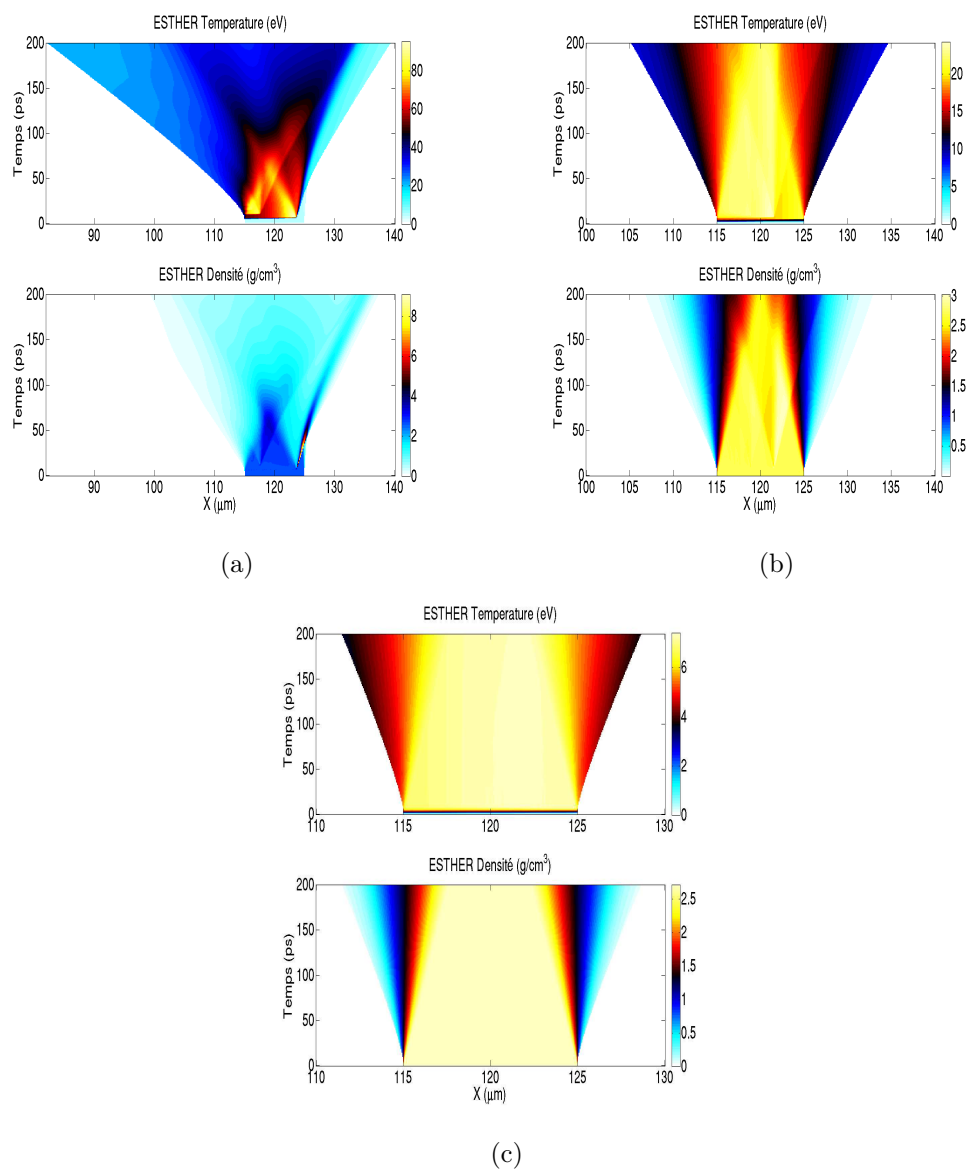 ESTHER Temperature (eV)
Temps (ps)
200
150
100
50
0
90 100 110 120 130 140
80
60
40
20
0
ESTHER Densité (g/cm³)
Temps (ps)
200
150
100
50
0
90 100 110 120 130 140
X (μm)
8
6
4
2
0
(a)
ESTHER Temperature (eV)
Temps (ps)
200
150
100
50
0
100 105 110 115 120 125 130 135 140
20
15
10
5
0
ESTHER Densité (g/cm³)
Temps (ps)
200
150
100
50
0
100 105 110 115 120 125 130 135 140
X (μm)
3
2.5
2
1.5
1
0.5
(b)
ESTHER Temperature (eV)
Temps (ps)
200
150
100
50
0
110 115 120 125 130
6
4
2
0
ESTHER Densité (g/cm³)
Temps (ps)
200
150
100
50
0
110 115 120 125 130
X (μm)
2.5
2
1.5
1
0.5
0
(c)